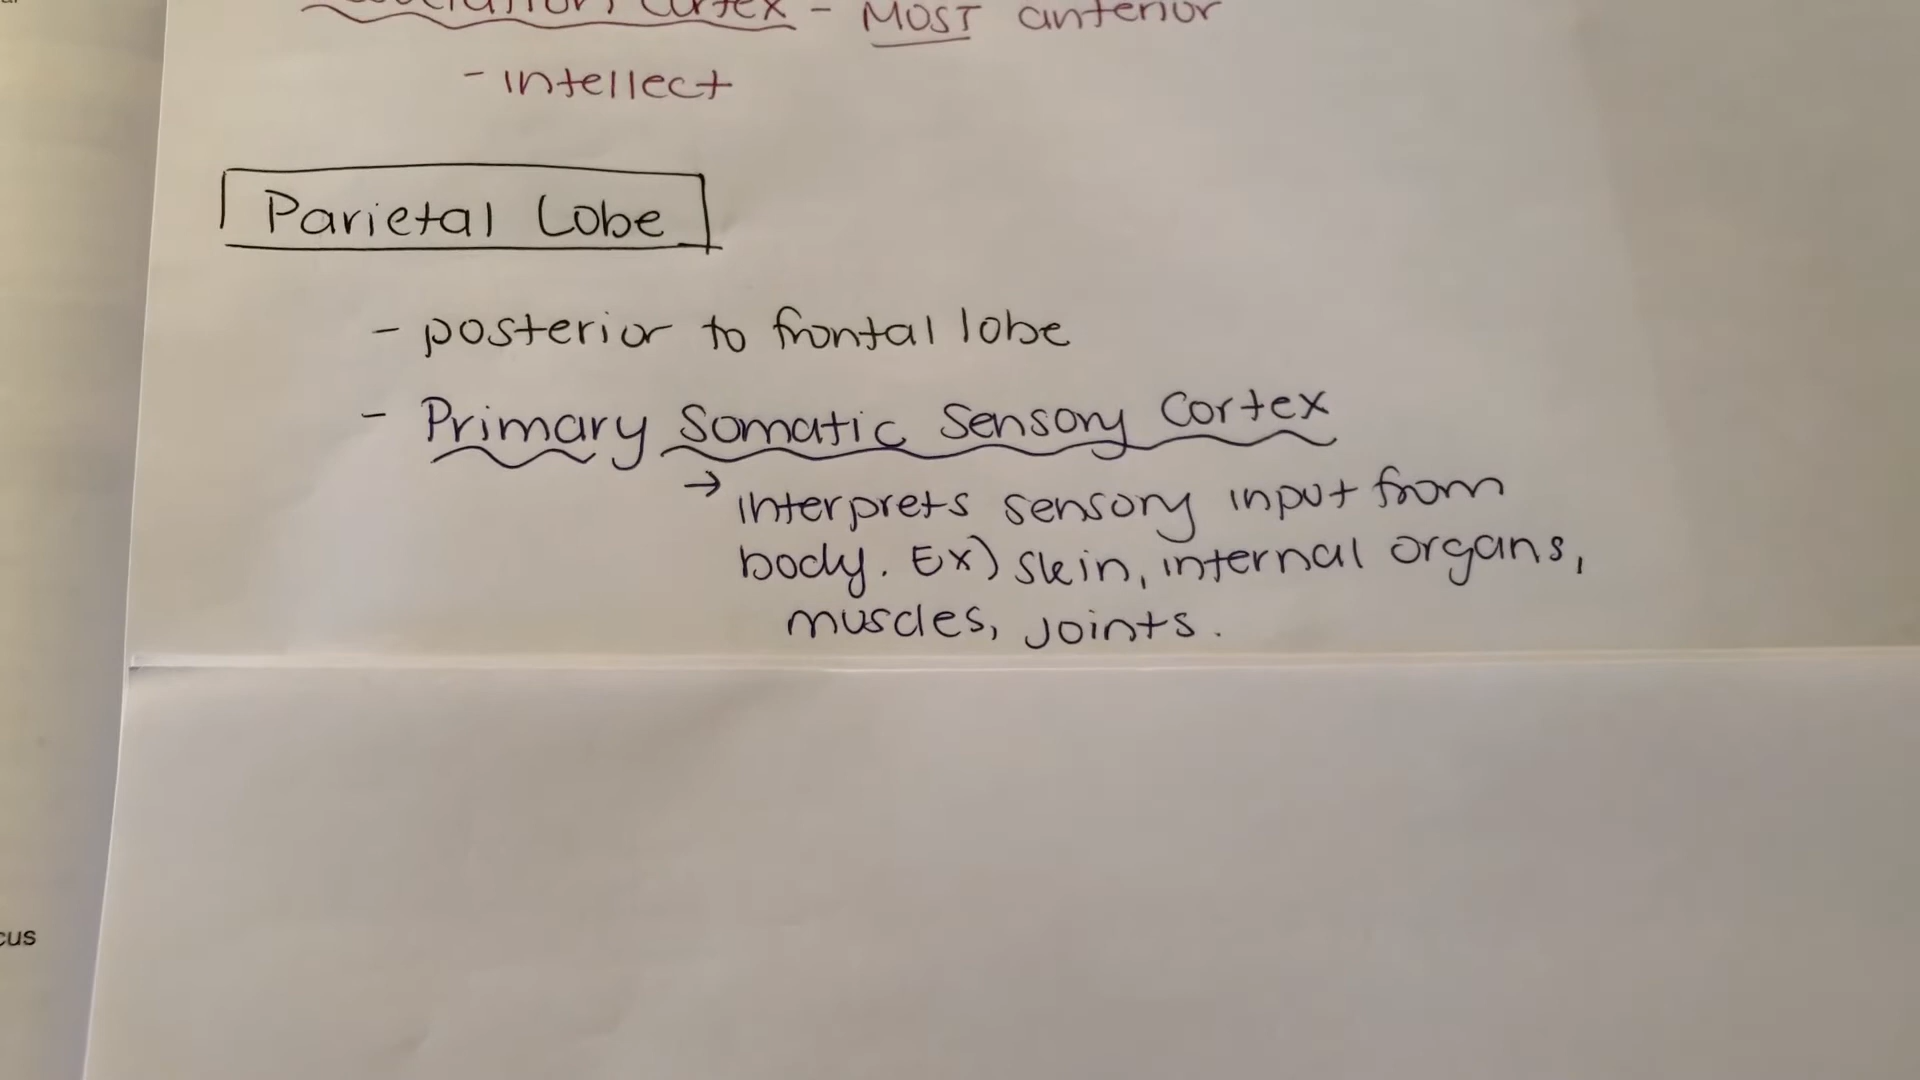 cortex - MOST anterior
- intellect
Parietal Lobe
- posterior to frontal lobe
- Primary Somatic Sensory Cortex
→ interprets sensory input from
body. Ex) skin, internal organs,
muscles, joints.
cus